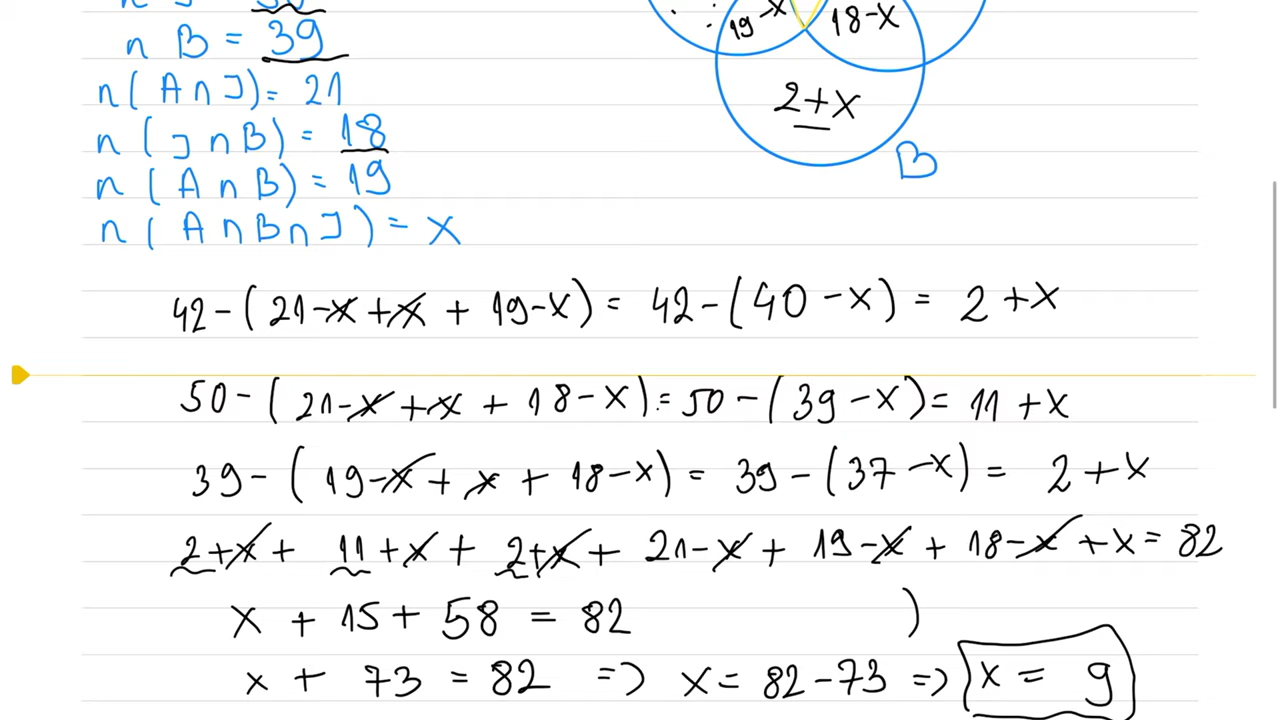 n B = 39
n ( A ∩ J ) = 21
n ( J ∩ B ) = 18
n ( A ∩ B ) = 19
n ( A ∩ B ∩ J ) = x
19-x
18-x
2+x
B
42 - ( 21-x + x + 19-x ) = 42 - ( 40 - x ) = 2 + x
50 - ( 21-x + x + 18-x ) = 50 - ( 39 - x ) = 11 + x
39 - ( 19-x + x + 18-x ) = 39 - ( 37 - x ) = 2 + x
2+x + 11+x + 2+x + 21-x + 19-x + 18-x + x = 82
x + 15 + 58 = 82 )
x + 73 = 82 => x = 82-73 => x = 9